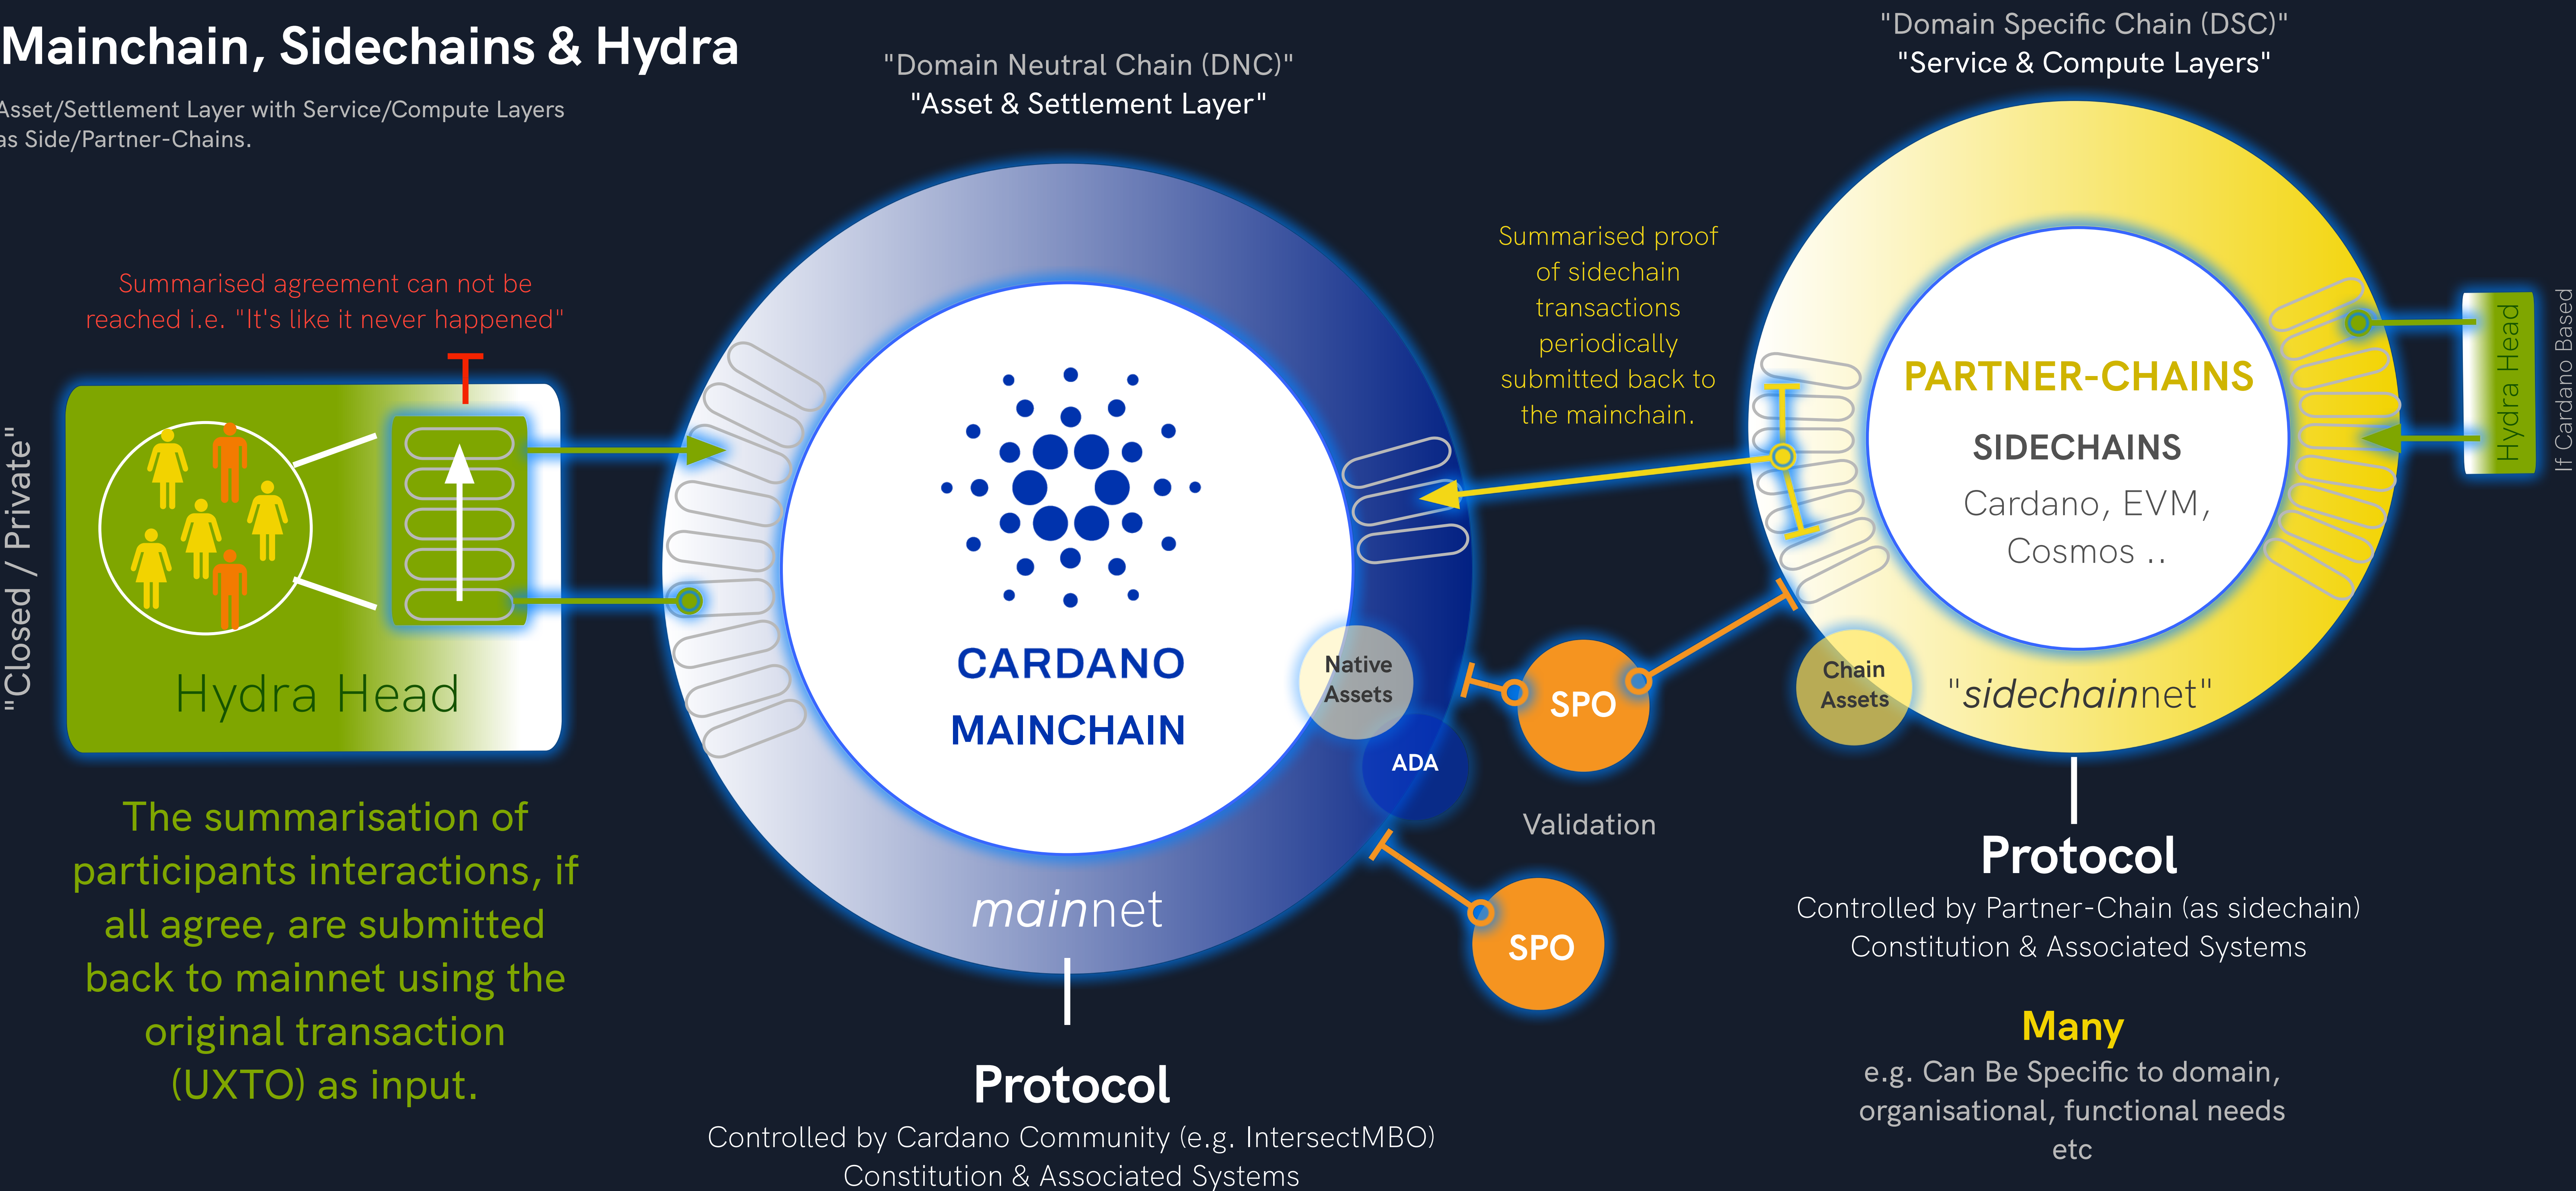 Mainchain, Sidechains & Hydra
Asset/Settlement Layer with Service/Compute Layers
as Side/Partner-Chains.
"Domain Neutral Chain (DNC)"
"Asset & Settlement Layer"
"Domain Specific Chain (DSC)"
"Service & Compute Layers"
Summarised agreement can not be
reached i.e. "It's like it never happened"
"Closed / Private"
Hydra Head
The summarisation of
participants interactions, if
all agree, are submitted
back to mainnet using the
original transaction
(UXTO) as input.
CARDANO
MAINCHAIN
mainnet
Native
Assets
ADA
Protocol
Controlled by Cardano Community (e.g. IntersectMBO)
Constitution & Associated Systems
Summarised proof
of sidechain
transactions
periodically
submitted back to
the mainchain.
SPO
Validation
SPO
PARTNER-CHAINS
SIDECHAINS
Cardano, EVM,
Cosmos ..
Chain
Assets
"sidechainnet"
Hydra Head
If Cardano Based
Protocol
Controlled by Partner-Chain (as sidechain)
Constitution & Associated Systems
Many
e.g. Can Be Specific to domain,
organisational, functional needs
etc